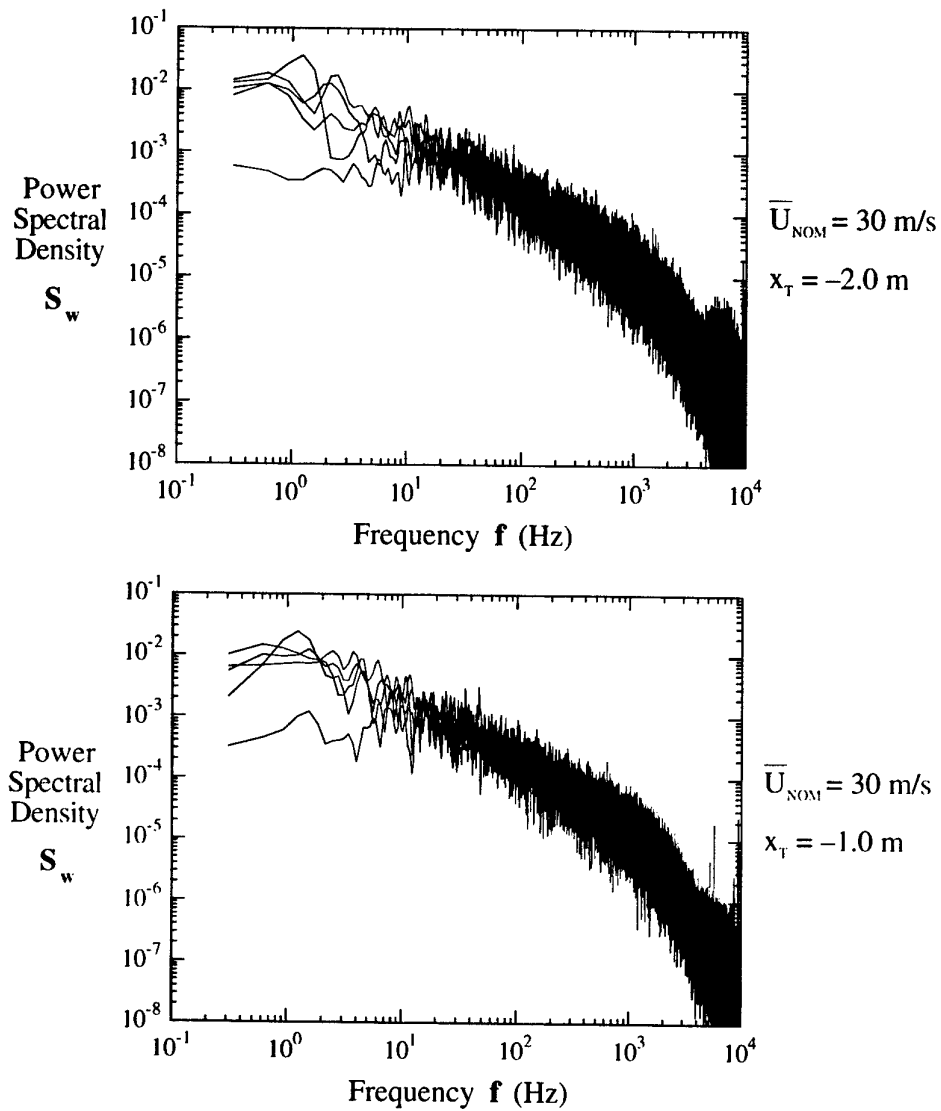 10^-1
10^-2
10^-3
10^-4
10^-5
10^-6
10^-7
10^-8
Power
Spectral
Density
S_w
10^-1 10^0 10^1 10^2 10^3 10^4
Frequency f (Hz)
U̅_NOM = 30 m/s
x_T = –2.0 m
10^-1
10^-2
10^-3
10^-4
10^-5
10^-6
10^-7
10^-8
Power
Spectral
Density
S_w
10^-1 10^0 10^1 10^2 10^3 10^4
Frequency f (Hz)
U̅_NOM = 30 m/s
x_T = –1.0 m